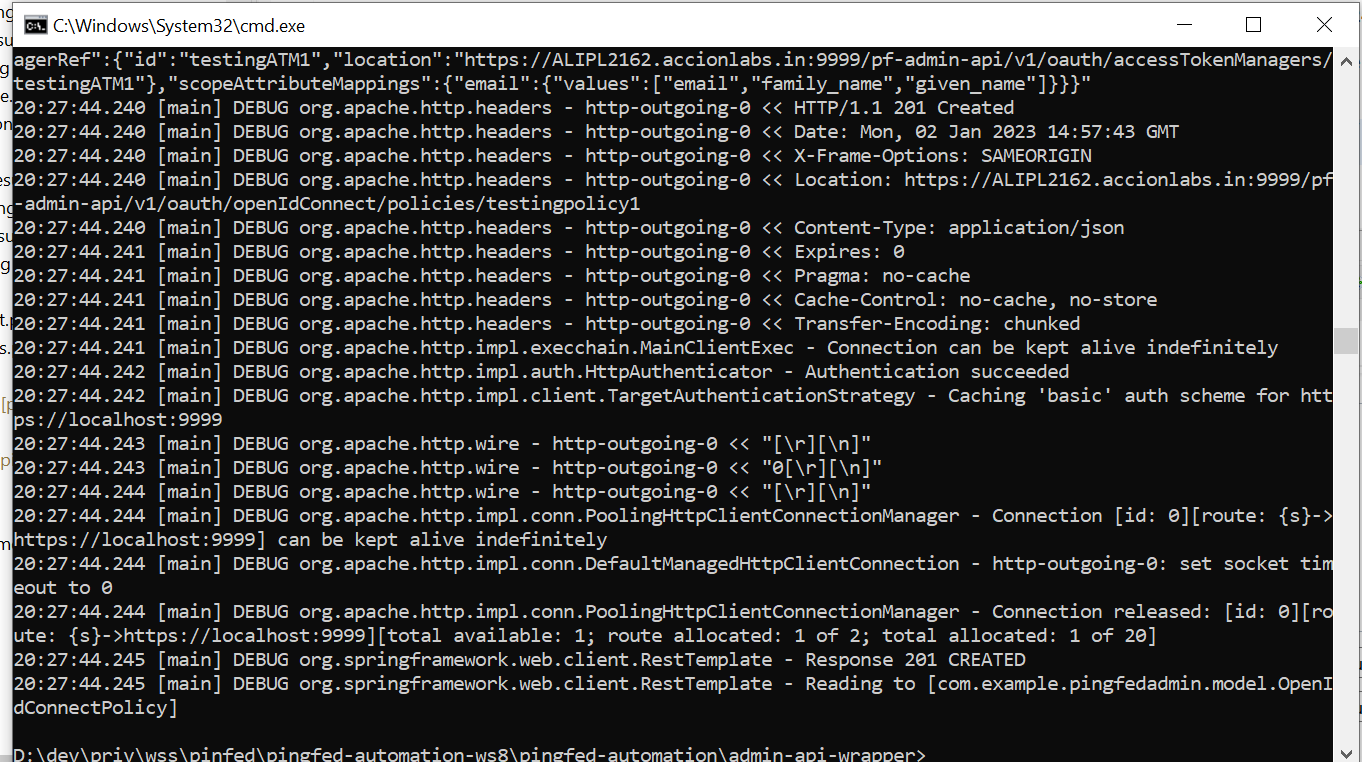 C:\Windows\System32\cmd.exe
agerRef":{"id":"testingATM1","location":"https://ALIPL2162.accionlabs.in:9999/pf-admin-api/v1/oauth/accessTokenManagers/
testingATM1"},"scopeAttributeMappings":{"email":{"values":["email","family_name","given_name"]}}}"
20:27:44.240 [main] DEBUG org.apache.http.headers - http-outgoing-0 << HTTP/1.1 201 Created
20:27:44.240 [main] DEBUG org.apache.http.headers - http-outgoing-0 << Date: Mon, 02 Jan 2023 14:57:43 GMT
20:27:44.240 [main] DEBUG org.apache.http.headers - http-outgoing-0 << X-Frame-Options: SAMEORIGIN
20:27:44.240 [main] DEBUG org.apache.http.headers - http-outgoing-0 << Location: https://ALIPL2162.accionlabs.in:9999/pf
-admin-api/v1/oauth/openIdConnect/policies/testingpolicy1
20:27:44.240 [main] DEBUG org.apache.http.headers - http-outgoing-0 << Content-Type: application/json
20:27:44.241 [main] DEBUG org.apache.http.headers - http-outgoing-0 << Expires: 0
20:27:44.241 [main] DEBUG org.apache.http.headers - http-outgoing-0 << Pragma: no-cache
20:27:44.241 [main] DEBUG org.apache.http.headers - http-outgoing-0 << Cache-Control: no-cache, no-store
20:27:44.241 [main] DEBUG org.apache.http.headers - http-outgoing-0 << Transfer-Encoding: chunked
20:27:44.241 [main] DEBUG org.apache.http.impl.execchain.MainClientExec - Connection can be kept alive indefinitely
20:27:44.242 [main] DEBUG org.apache.http.impl.auth.HttpAuthenticator - Authentication succeeded
20:27:44.242 [main] DEBUG org.apache.http.impl.client.TargetAuthenticationStrategy - Caching 'basic' auth scheme for htt
ps://localhost:9999
20:27:44.243 [main] DEBUG org.apache.http.wire - http-outgoing-0 << "[\r][\n]"
20:27:44.243 [main] DEBUG org.apache.http.wire - http-outgoing-0 << "0[\r][\n]"
20:27:44.244 [main] DEBUG org.apache.http.wire - http-outgoing-0 << "[\r][\n]"
20:27:44.244 [main] DEBUG org.apache.http.impl.conn.PoolingHttpClientConnectionManager - Connection [id: 0][route: {s}->
https://localhost:9999] can be kept alive indefinitely
20:27:44.244 [main] DEBUG org.apache.http.impl.conn.DefaultManagedHttpClientConnection - http-outgoing-0: set socket tim
eout to 0
20:27:44.244 [main] DEBUG org.apache.http.impl.conn.PoolingHttpClientConnectionManager - Connection released: [id: 0][ro
ute: {s}->https://localhost:9999][total available: 1; route allocated: 1 of 2; total allocated: 1 of 20]
20:27:44.245 [main] DEBUG org.springframework.web.client.RestTemplate - Response 201 CREATED
20:27:44.245 [main] DEBUG org.springframework.web.client.RestTemplate - Reading to [com.example.pingfedadmin.model.OpenI
dConnectPolicy]
D:\dev\priv\wss\pinfed\pingfed-automation-ws8\pingfed-automation\admin-api-wrapper>